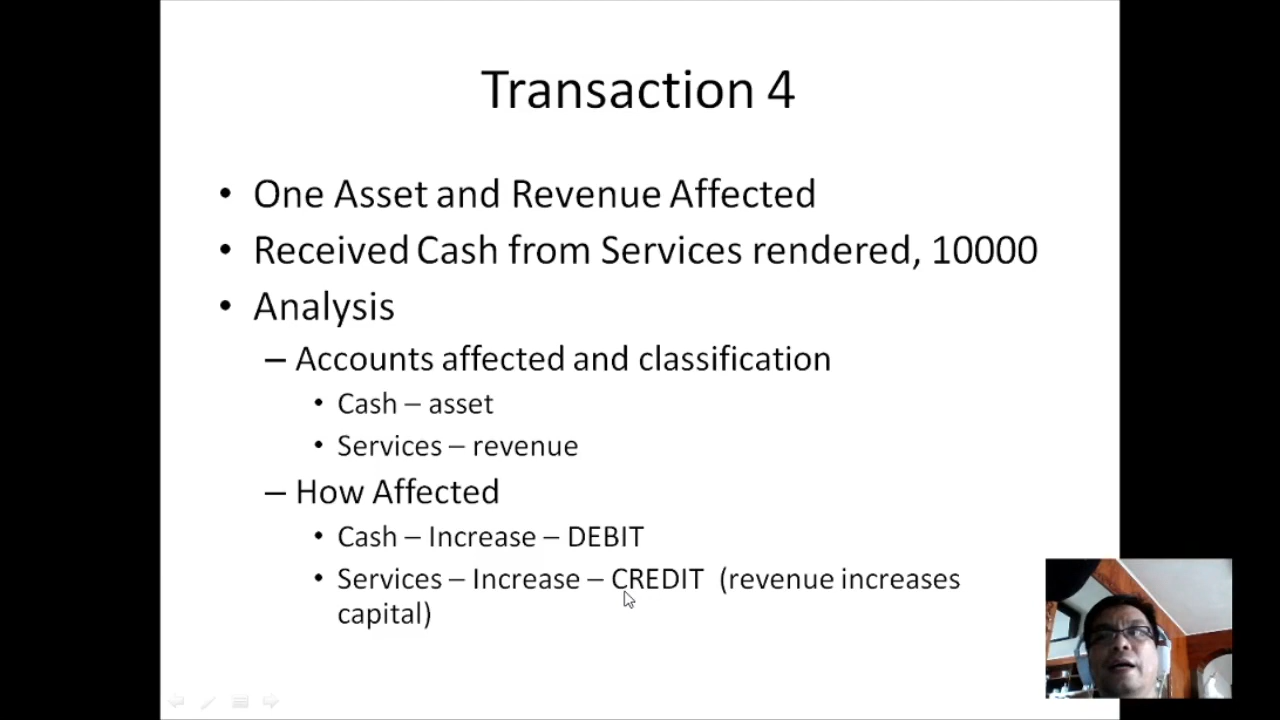 Transaction 4
• One Asset and Revenue Affected
• Received Cash from Services rendered, 10000
• Analysis
– Accounts affected and classification
• Cash – asset
• Services – revenue
– How Affected
• Cash – Increase – DEBIT
• Services – Increase – CREDIT (revenue increases
capital)